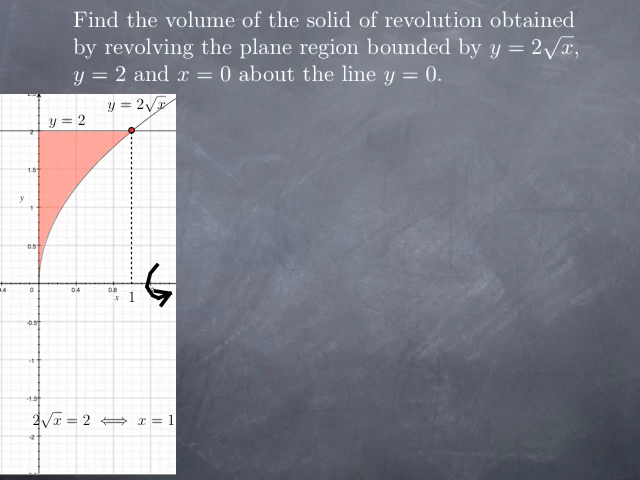 Find the volume of the solid of revolution obtained
by revolving the plane region bounded by y = 2√x,
y = 2 and x = 0 about the line y = 0.
y = 2√x
y = 2
2
1.5
y
1
0.5
0 0.4 0.8
x 1
-0.5
-1
-1.5
2√x = 2 ⟺ x = 1
-2